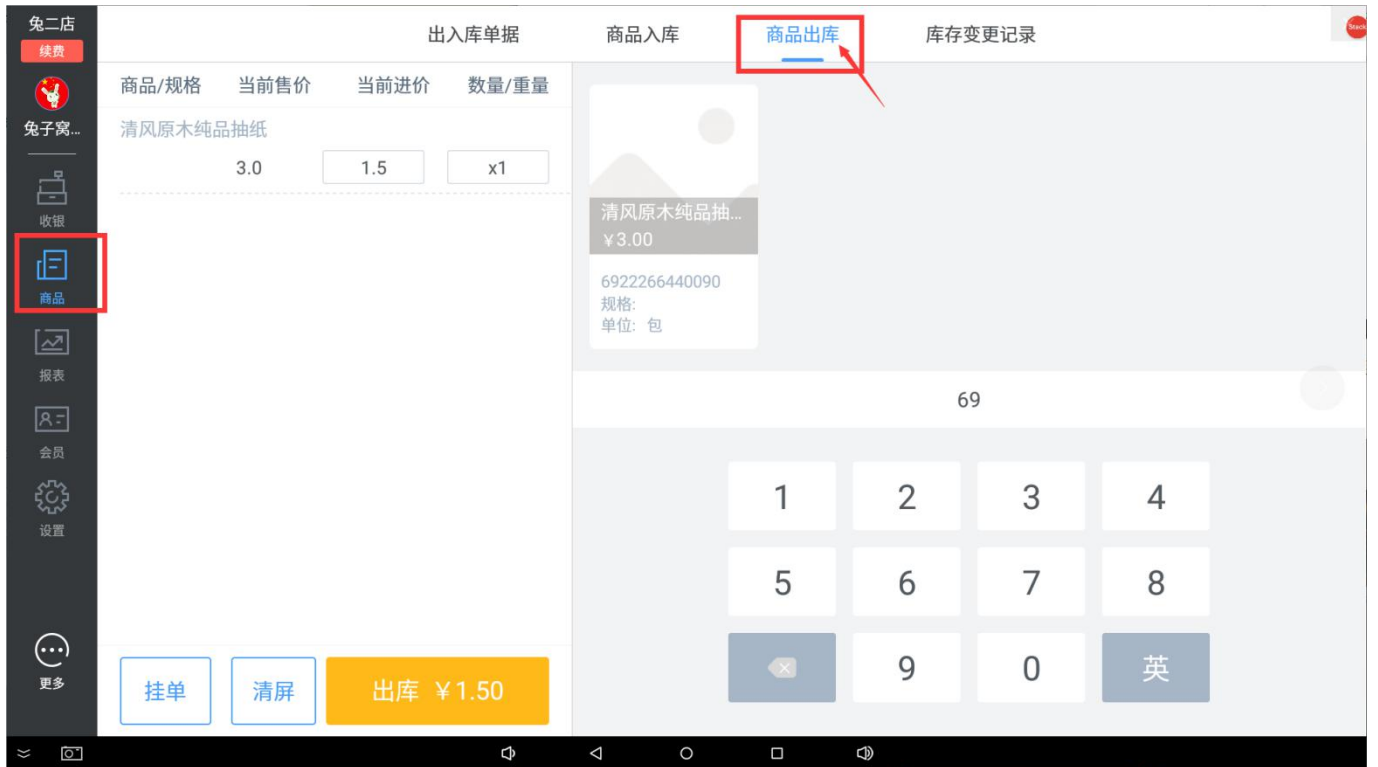 兔二店
续费
兔子窝...
收银
商品
报表
会员
设置
更多
出入库单据 商品入库 商品出库 库存变更记录
Stack
商品/规格 当前售价 当前进价 数量/重量
清风原木纯品抽纸
3.0 1.5 x1
挂单 清屏 出库 ￥1.50
清风原木纯品抽...
￥3.00
6922266440090
规格:
单位: 包
69
1 2 3 4
5 6 7 8
9 0 英